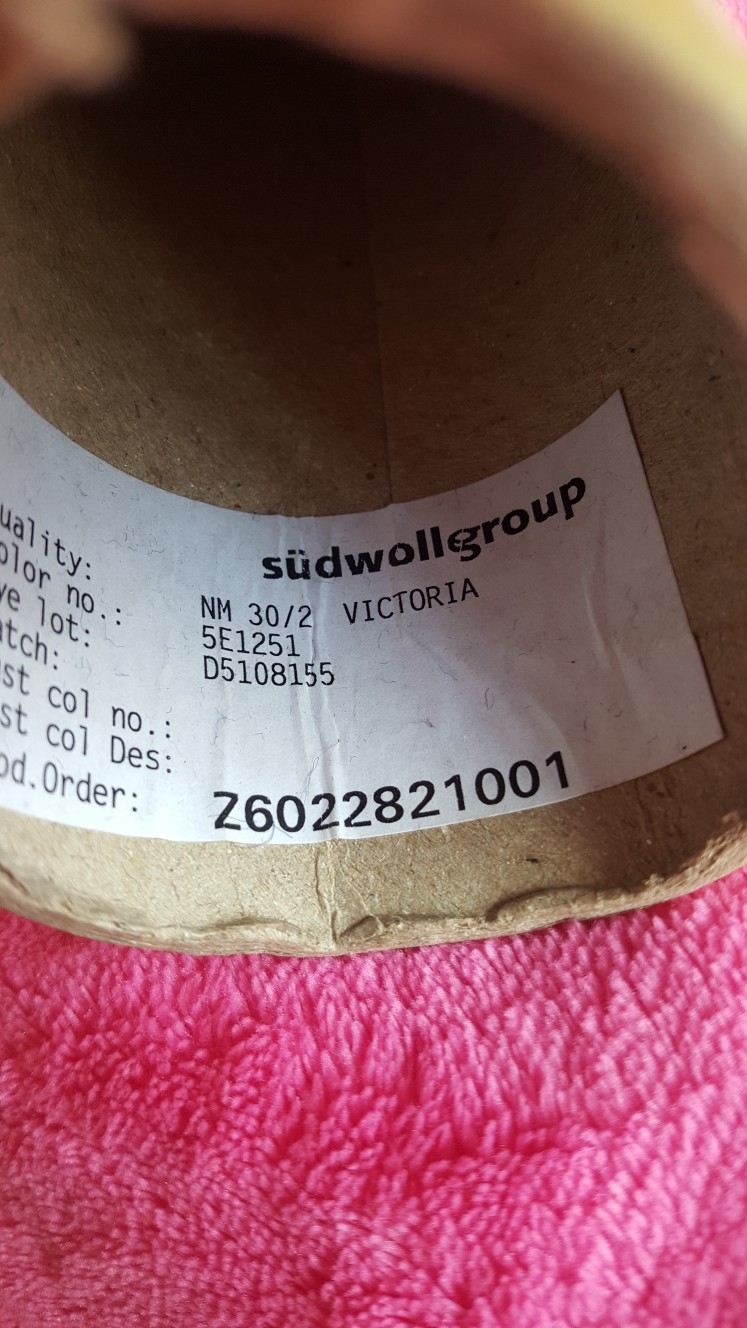 südwollgroup
uality: NM 30/2 VICTORIA
olor no.: 5E1251
ye lot: D5108155
atch:
st col no.:
st col Des:
od.Order: Z6022821001